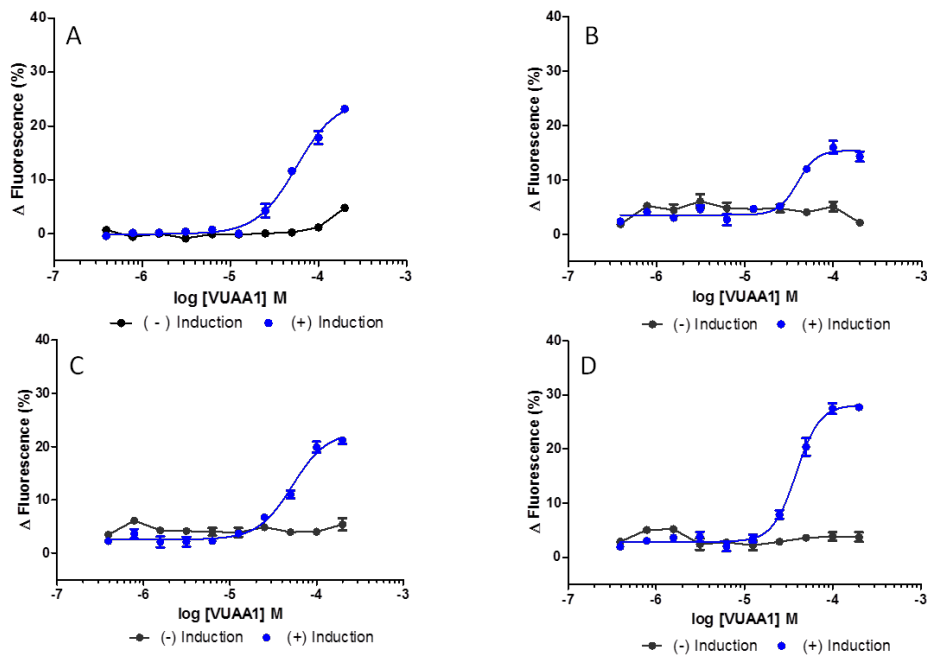 A
Δ Fluorescence (%)
40
30
20
10
0
-7
-6
-5
-4
-3
log [VUAA1] M
( - ) Induction
(+) Induction
B
Δ Fluorescence (%)
40
30
20
10
0
-7
-6
-5
-4
-3
log [VUAA1] M
(-) Induction
(+) Induction
C
Δ Fluorescence (%)
40
30
20
10
0
-7
-6
-5
-4
-3
log [VUAA1] M
(-) Induction
(+) Induction
D
Δ Fluorescence (%)
40
30
20
10
0
-7
-6
-5
-4
-3
log [VUAA1] M
(-) Induction
(+) Induction